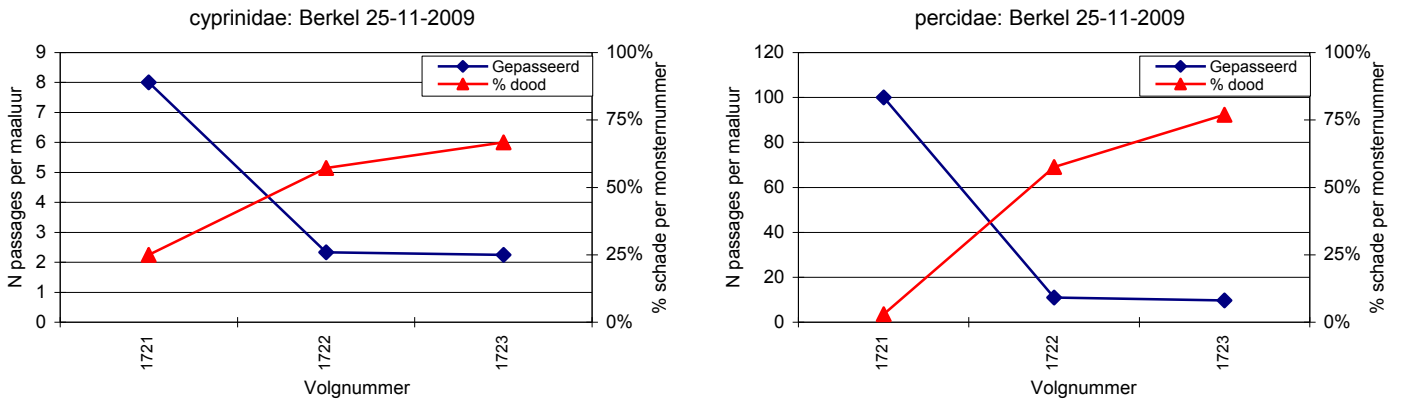 cyprinidae: Berkel 25-11-2009
N passages per maaluur
9
8
7
6
5
4
3
2
1
0
Gepasseerd
% dood
100%
75%
50%
25%
0%
% schade per monsternummer
1721
1722
1723
Volgnummer
percidae: Berkel 25-11-2009
N passages per maaluur
120
100
80
60
40
20
0
Gepasseerd
% dood
100%
75%
50%
25%
0%
% schade per monsternummer
1721
1722
1723
Volgnummer